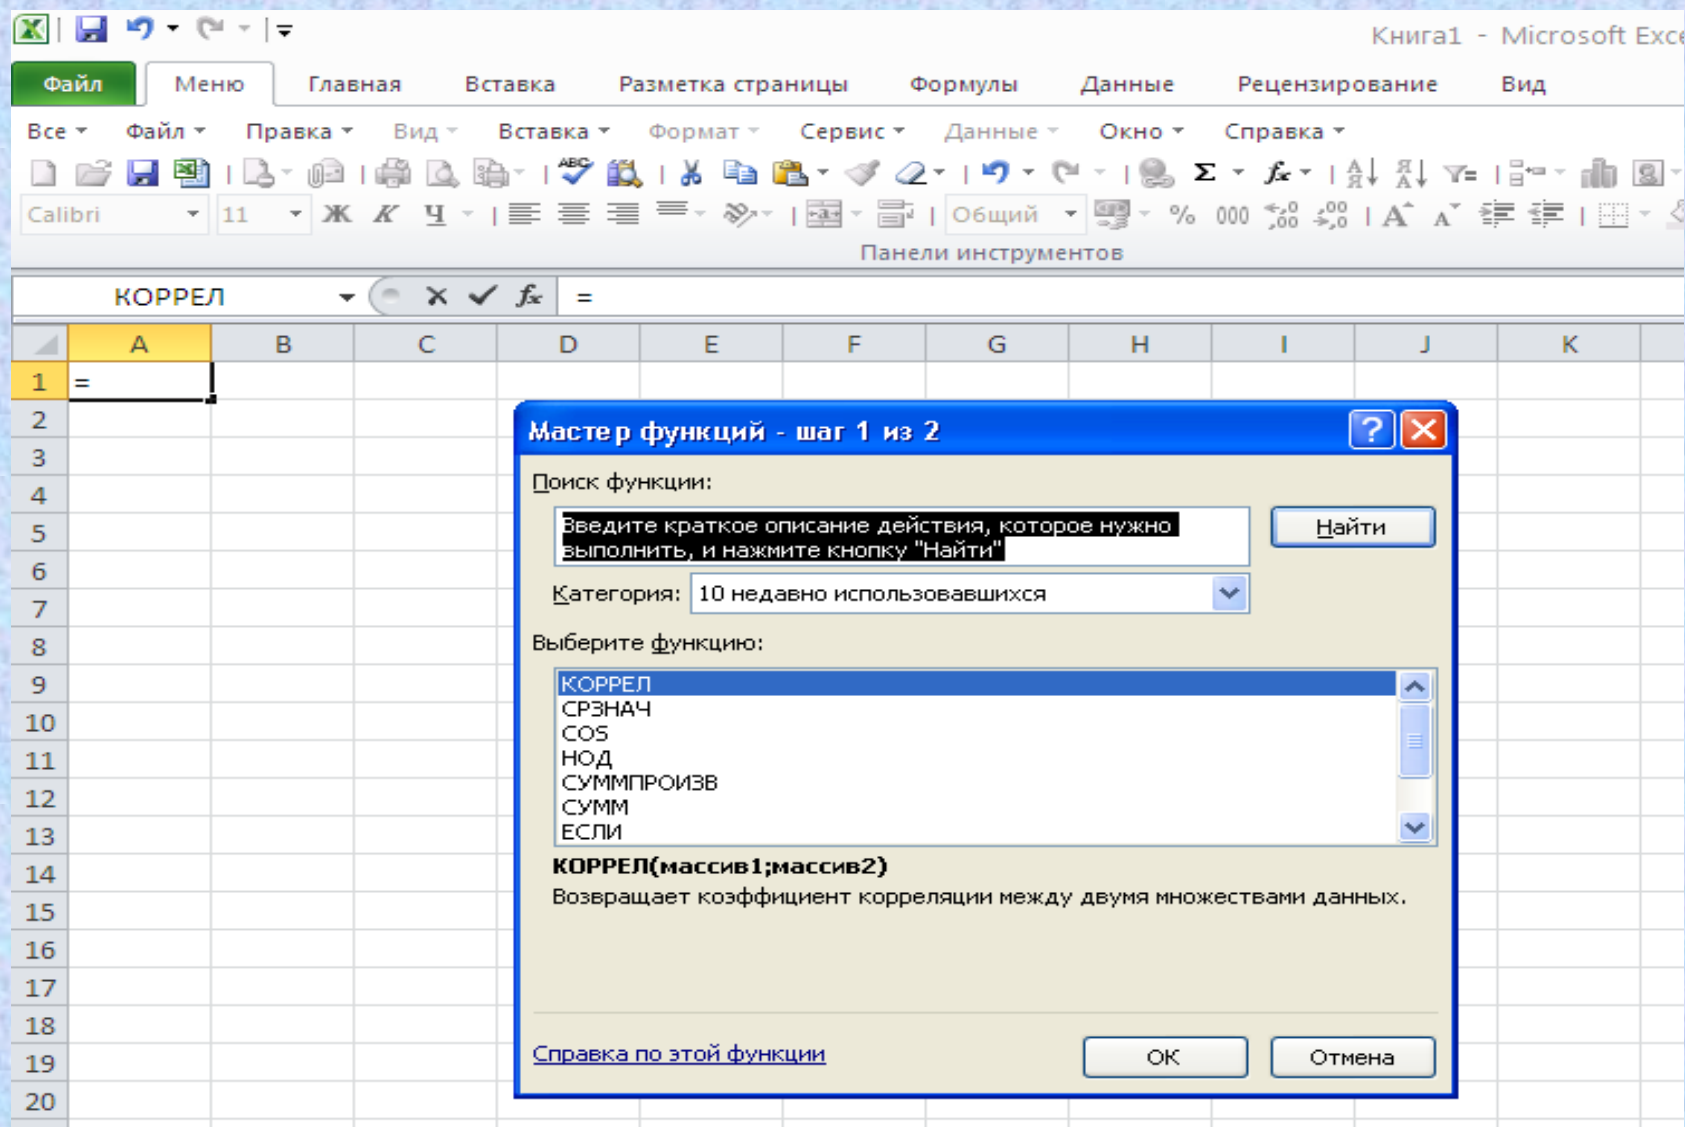 Книга1 - Microsoft Exce
Файл Меню Главная Вставка Разметка страницы Формулы Данные Рецензирование Вид
Все Файл Правка Вид Вставка Формат Сервис Данные Окно Справка
ABC Σ fx А Я Я А
Calibri 11 Ж К Ч Общий % 000 ,00 ,0 A A
Панели инструментов
КОРРЕЛ fx =
A B C D E F G H I J K
1 =
2
3
4
5
6
7
8
9
10
11
12
13
14
15
16
17
18
19
20
Мастер функций - шаг 1 из 2
Поиск функции:
Введите краткое описание действия, которое нужно
выполнить, и нажмите кнопку "Найти"
Найти
Категория: 10 недавно использовавшихся
Выберите функцию:
КОРРЕЛ
СРЗНАЧ
COS
НОД
СУММПРОИЗВ
СУММ
ЕСЛИ
КОРРЕЛ(массив1;массив2)
Возвращает коэффициент корреляции между двумя множествами данных.
Справка по этой функции
ОК Отмена